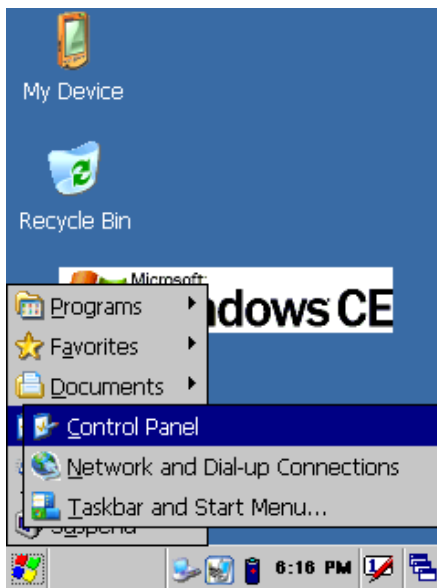 My Device
Recycle Bin
Microsoft
ndows CE
Programs
Favorites
Documents
Control Panel
Network and Dial-up Connections
Taskbar and Start Menu...
Suspend
6:16 PM